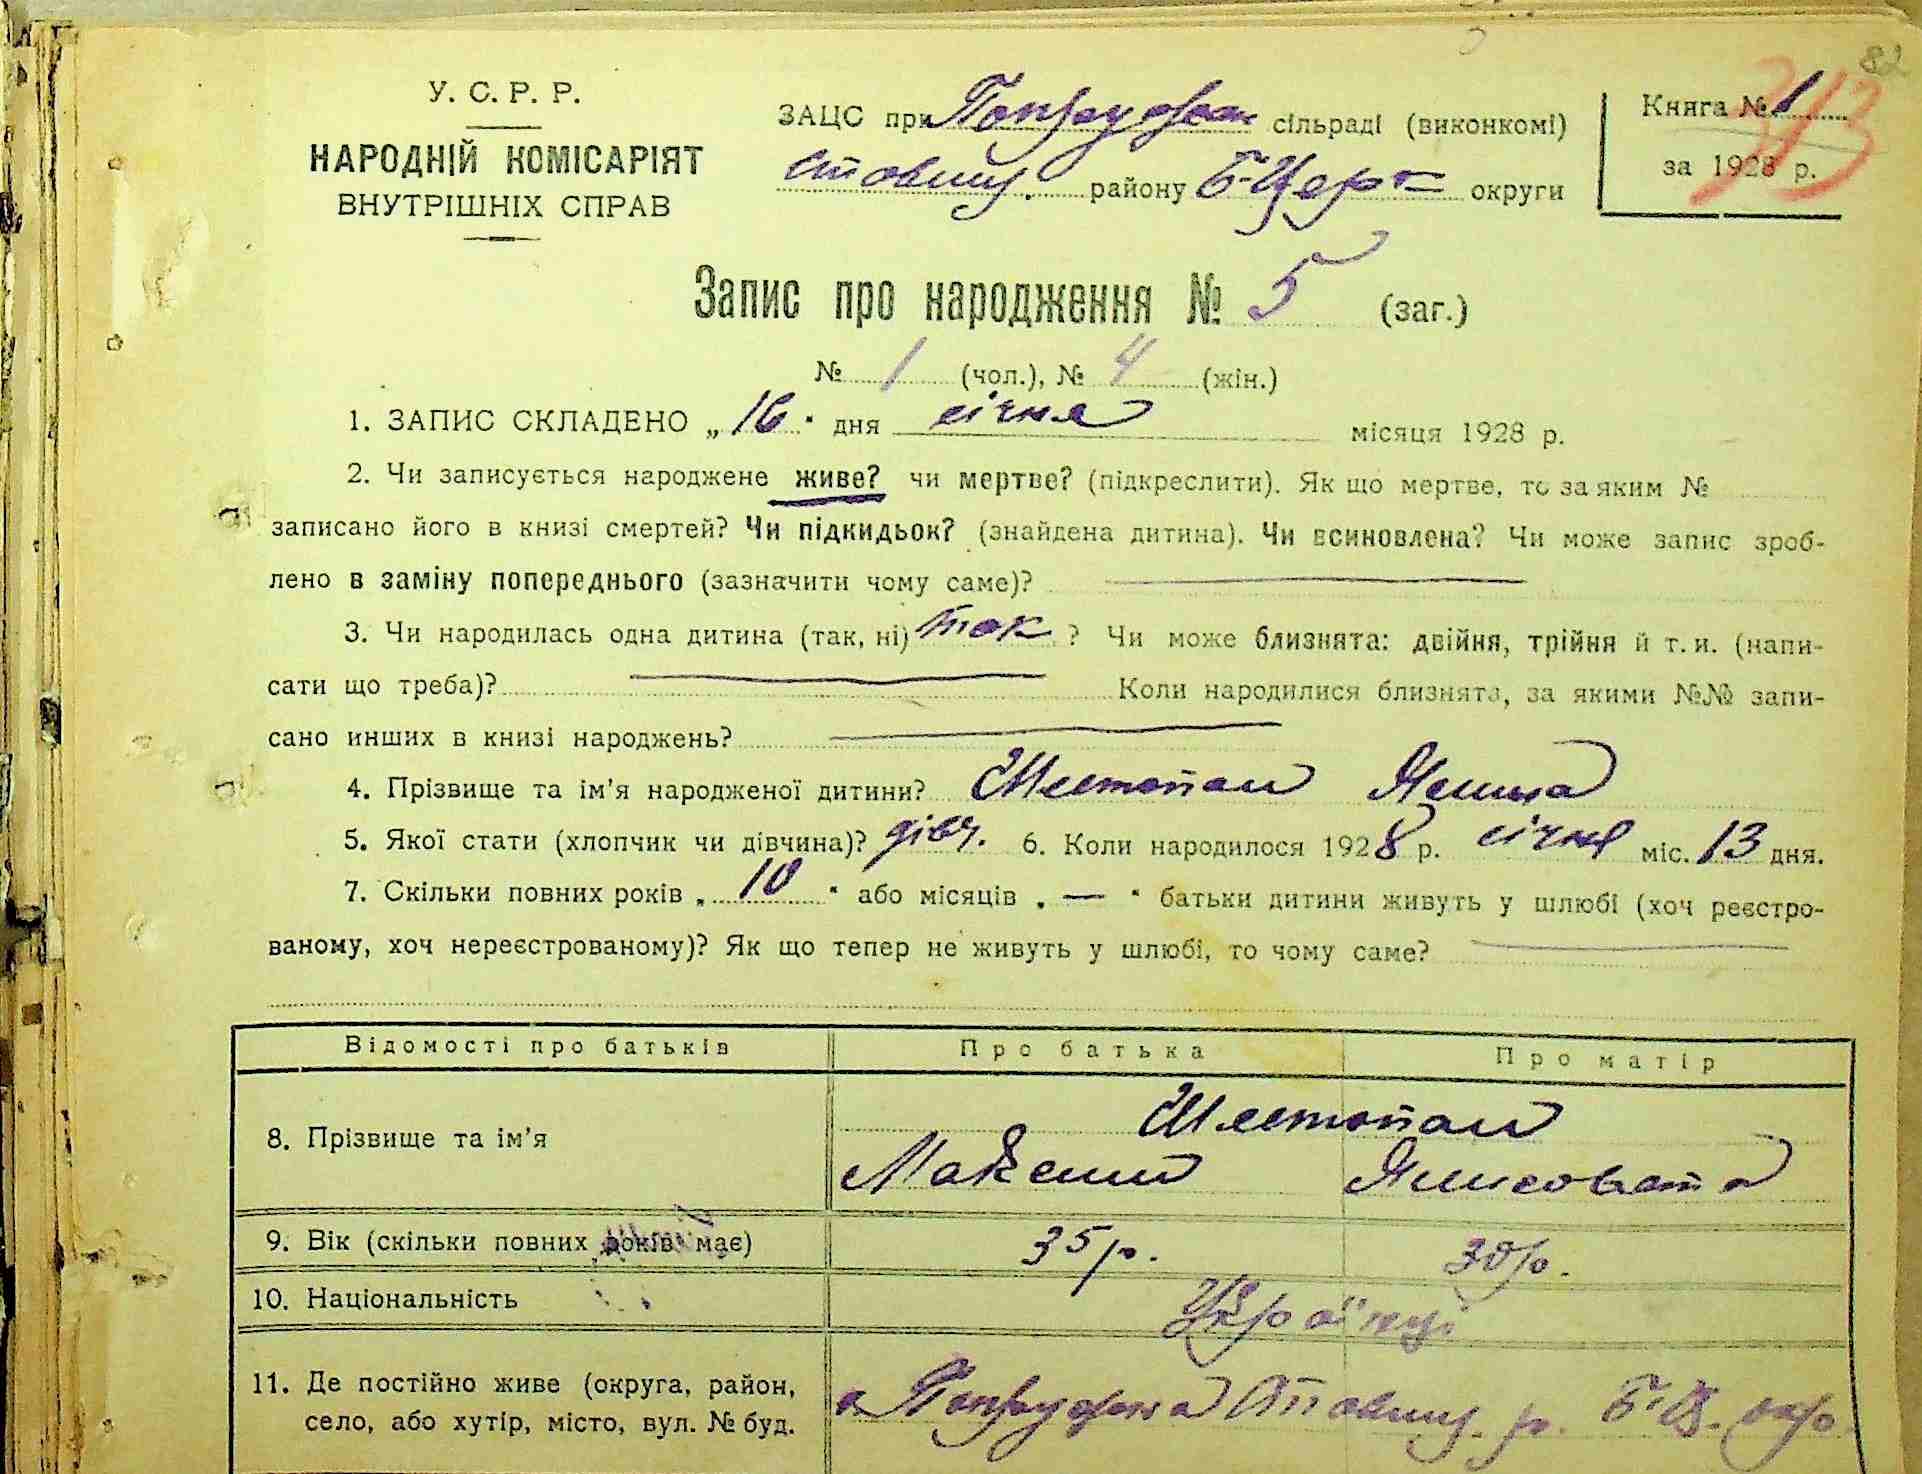 82
У. С. Р. Р.
НАРОДНІЙ КОМІСАРІЯТ
ВНУТРІШНІХ СПРАВ
ЗАЦС при сільраді (виконкомі)
Ставищ. району Б-Церк округи
Книга № 1
за 1928 р.
Запис про народження № 5 (заг.)
№ 1 (чол.), № 4 (жін.)
1. ЗАПИС СКЛАДЕНО „ 16 " дня січня місяця 1928 р.
2. Чи записується народжене живе? чи мертве? (підкреслити). Як що мертве, то за яким №
записано його в книзі смертей? Чи підкидьок? (знайдена дитина). Чи всиновлена? Чи може запис зроб-
лено в заміну попереднього (зазначити чому саме)?
3. Чи народилась одна дитина (так, ні) так ? Чи може близнята: двійня, трійня й т. и. (напи-
сати що треба)? Коли народилися близнята, за якими №№ запи-
сано инших в книзі народжень?
4. Прізвище та ім'я народженої дитини? Шестопал
5. Якої стати (хлопчик чи дівчина)? дівч. 6. Коли народилося 1928 р. січня міс. 13 дня.
7. Скільки повних років „ 10 " або місяців „ — " батьки дитини живуть у шлюбі (хоч реєстро-
ваному, хоч нереєстрованому)? Як що тепер не живуть у шлюбі, то чому саме?
Відомості про батьків Про батька Про матір
8. Прізвище та ім'я Шестопал
Максим
9. Вік (скільки повних років має) 35 р. 30 р.
10. Національність Українці
11. Де постійно живе (округа, район,
село, або хутір, місто, вул. № буд.
Ставищ. р. Б-Ц. окр